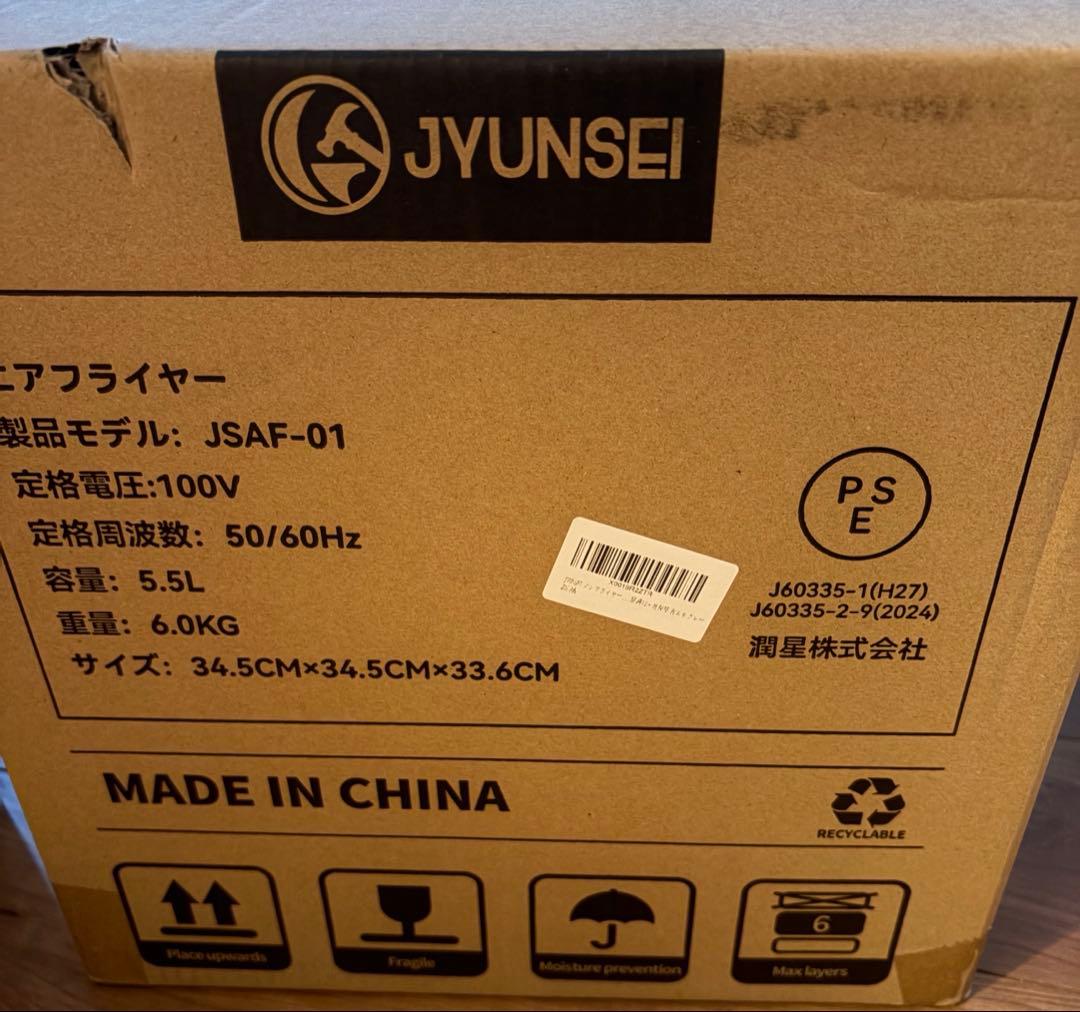 JYUNSEI
エアフライヤー
製品モデル: JSAF-01
定格電圧:100V
定格周波数: 50/60Hz
容量: 5.5L
重量: 6.0KG
サイズ: 34.5CM×34.5CM×33.6CM
PSE
J60335-1(H27)
J60335-2-9(2024)
潤星株式会社
MADE IN CHINA
RECYCLABLE
6
Place upwards
Fragile
Moisture prevention
Max layers